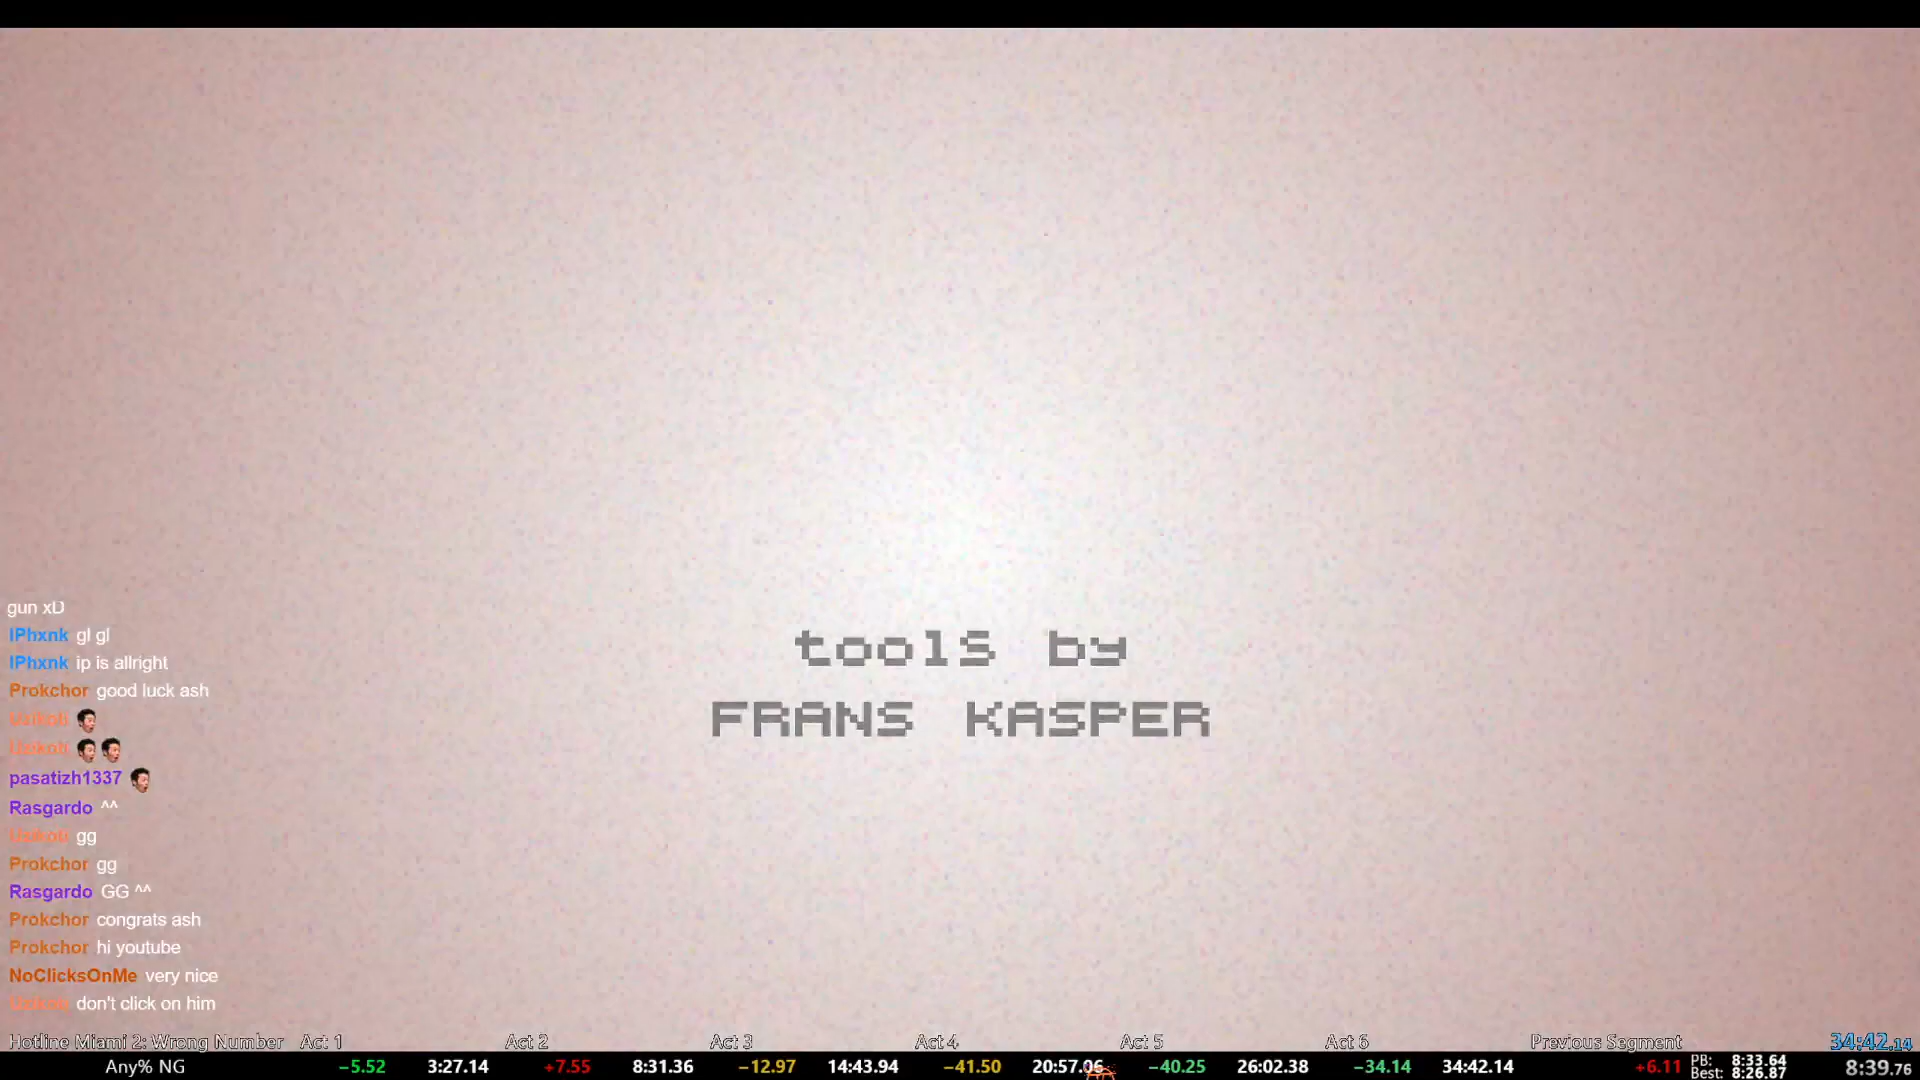 toolS by
FRANS KASPER
gun xD
IPhxnk gl gl
IPhxnk ip is allright
Prokchor good luck ash
pasatizh1337
Rasgardo ^^
gg
Prokchor gg
Rasgardo GG ^^
Prokchor congrats ash
Prokchor hi youtube
NoClicksOnMe very nice
don't click on him
Hotline Miami 2: Wrong Number Act 1 Act 2 Act 3 Act 4 Act 5 Act 6 Previous Segment 34:42.14
Any% NG −5.52 3:27.14 +7.55 8:31.36 −12.97 14:43.94 −41.50 20:57.06 −40.25 26:02.38 −34.14 34:42.14 +6.11 PB: 8:33.64 8:39.76
Best: 8:26.87